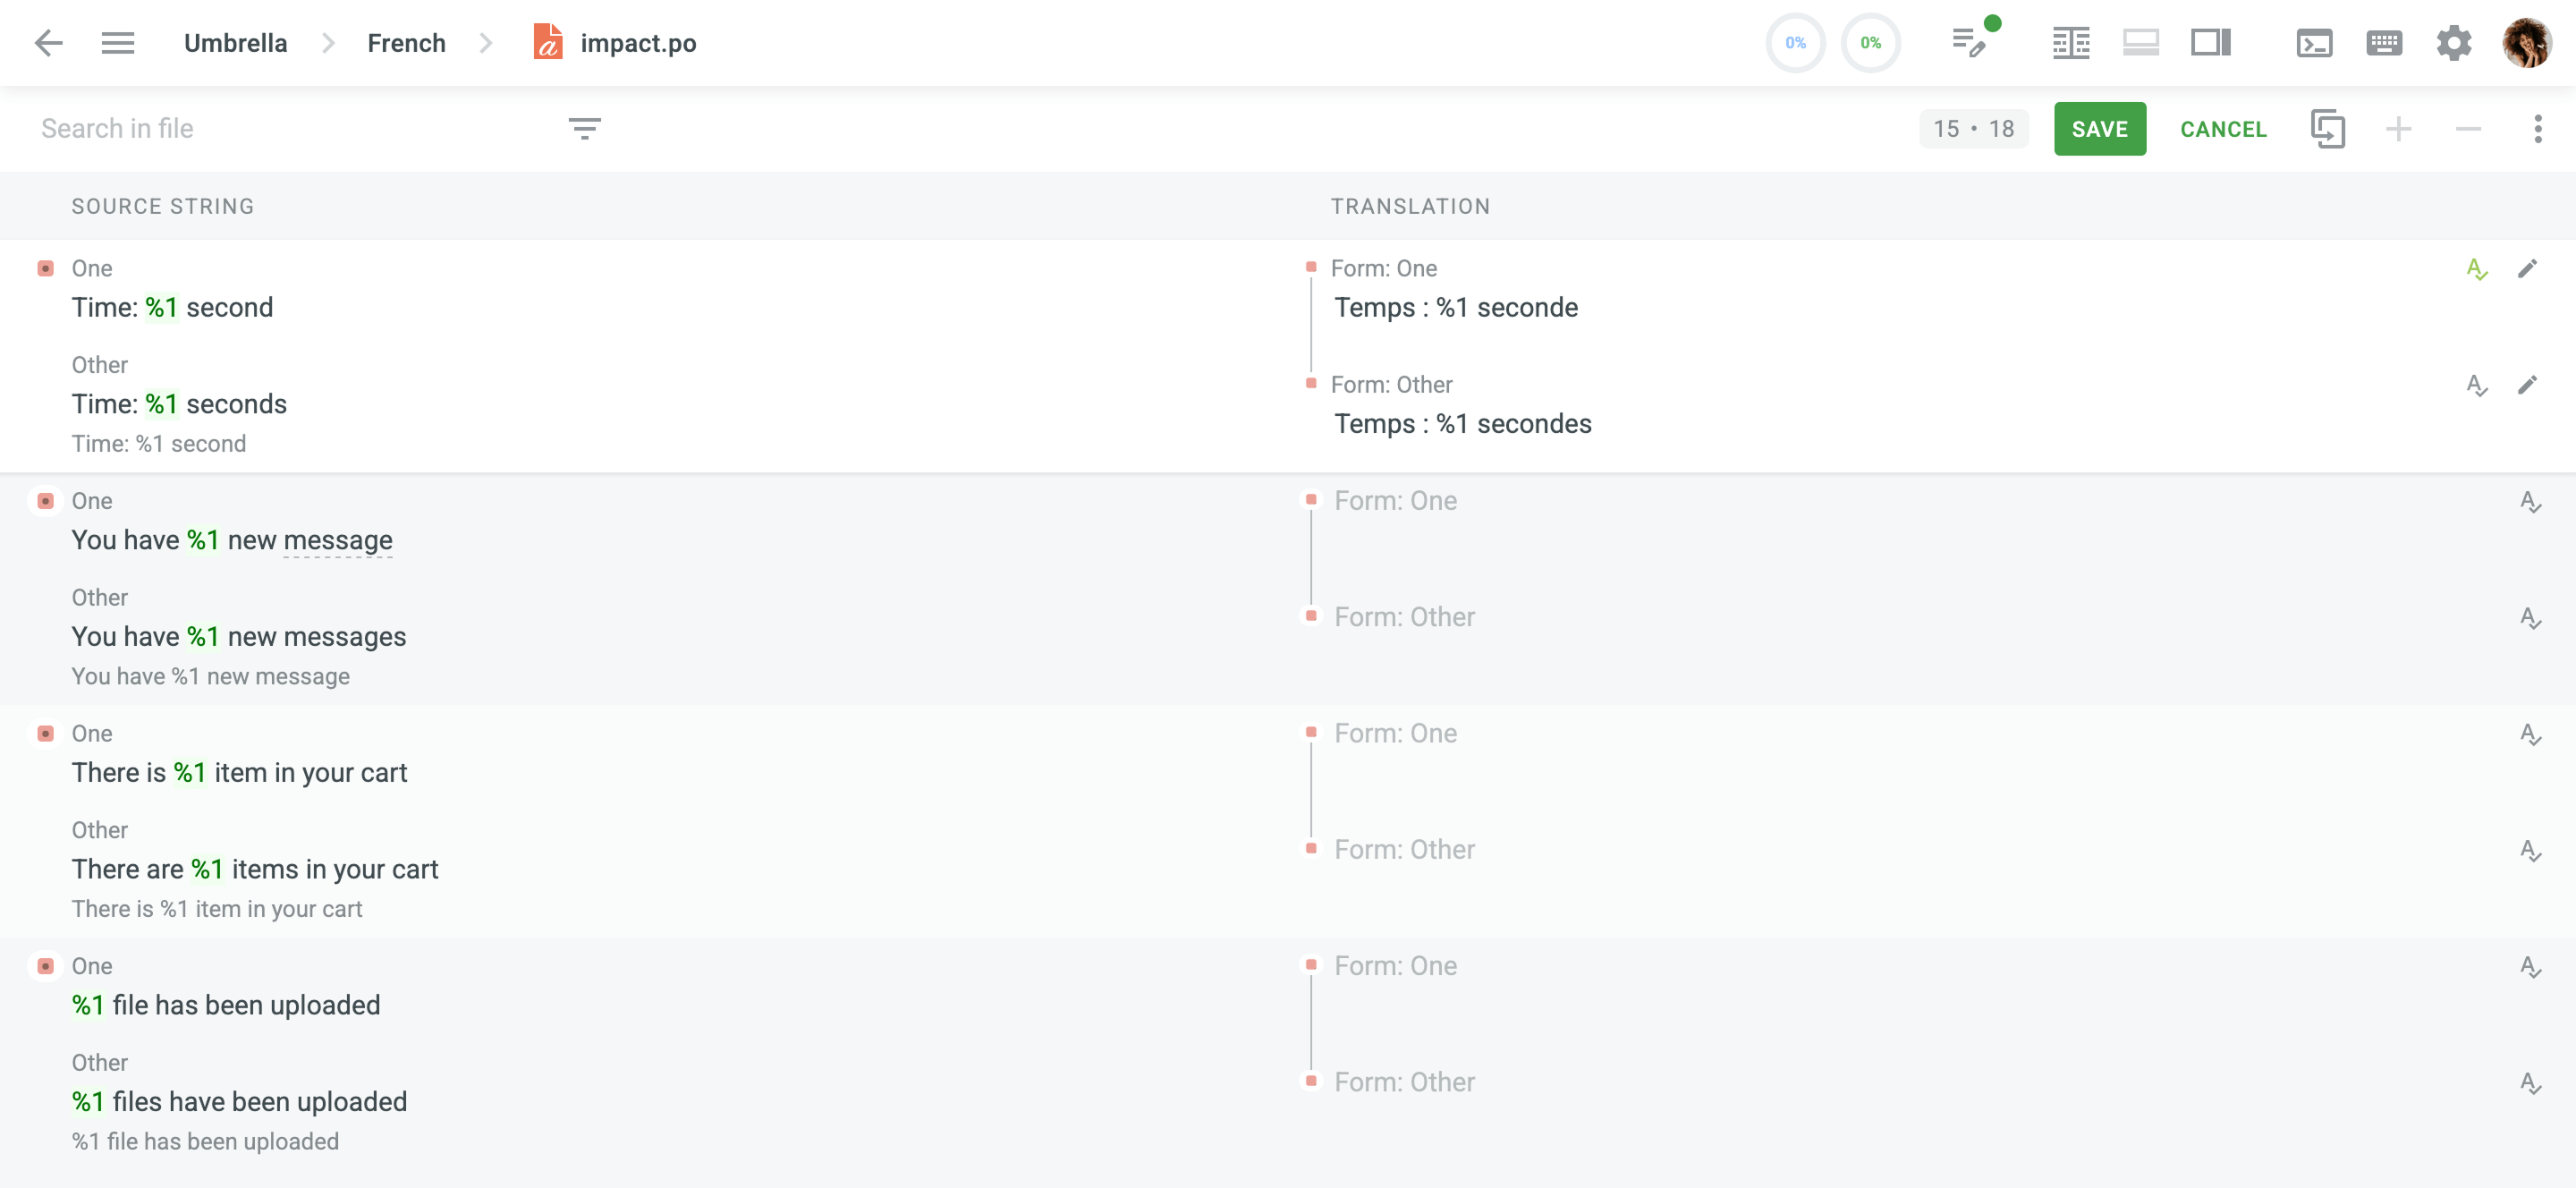 Umbrella French impact.po 0% 0%
Search in file 15 • 18 SAVE CANCEL
SOURCE STRING TRANSLATION
One
Time: %1 second
Other
Time: %1 seconds
Time: %1 second
Form: One
Temps : %1 seconde
Form: Other
Temps : %1 secondes
One
You have %1 new message
Other
You have %1 new messages
You have %1 new message
Form: One
Form: Other
One
There is %1 item in your cart
Other
There are %1 items in your cart
There is %1 item in your cart
Form: One
Form: Other
One
%1 file has been uploaded
Other
%1 files have been uploaded
%1 file has been uploaded
Form: One
Form: Other